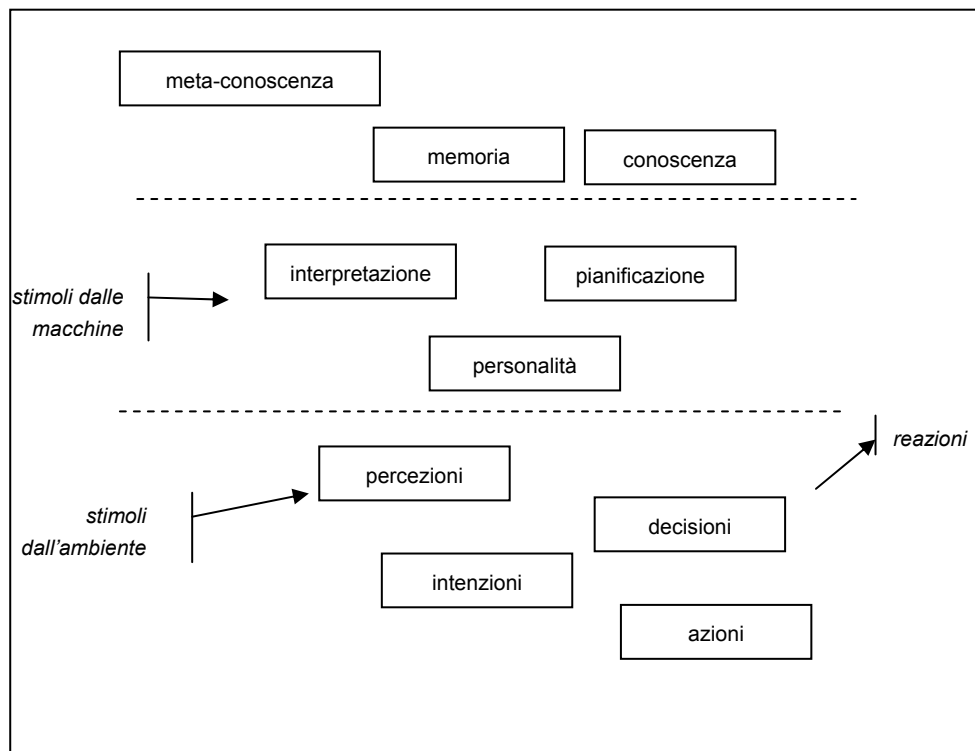 meta-conoscenza
memoria
conoscenza
interpretazione
pianificazione
stimoli dalle
macchine
personalità
reazioni
percezioni
stimoli
dall'ambiente
decisioni
intenzioni
azioni